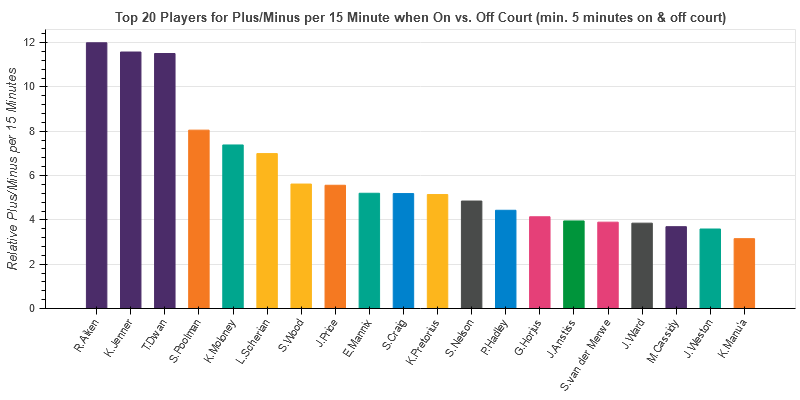 Top 20 Players for Plus/Minus per 15 Minute when On vs. Off Court (min. 5 minutes on & off court)
Relative Plus/Minus per 15 Minutes
12
10
8
6
4
2
0
R.Aiken
K.Jenner
T.Dwan
S.Poolman
K.Moloney
L.Scherian
S.Wood
J.Price
E.Mannix
S.Craig
K.Pretorius
S.Nelson
P.Hadley
G.Horjus
J.Anstiss
S.van der Merwe
J.Ward
M.Cassidy
J.Weston
K.Manu'a